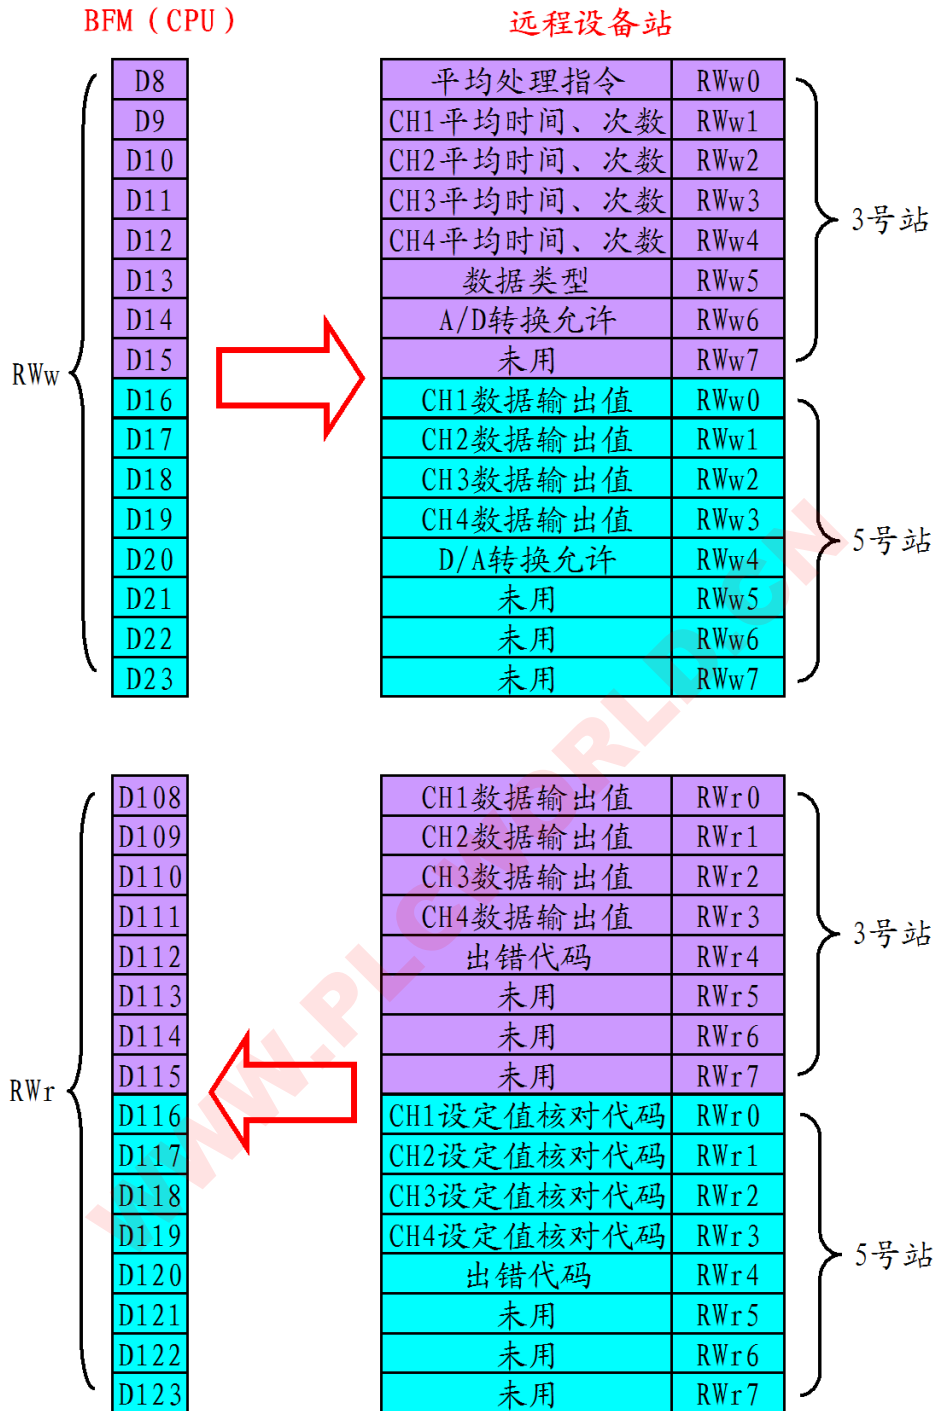 BFM（CPU） 远程设备站
D8 平均处理指令 RWw0
D9 CH1平均时间、次数 RWw1
D10 CH2平均时间、次数 RWw2
D11 CH3平均时间、次数 RWw3
D12 CH4平均时间、次数 RWw4
3号站
D13 数据类型 RWw5
D14 A/D转换允许 RWw6
D15 未用 RWw7
RWw
D16 CH1数据输出值 RWw0
D17 CH2数据输出值 RWw1
D18 CH3数据输出值 RWw2
D19 CH4数据输出值 RWw3
5号站
D20 D/A转换允许 RWw4
D21 未用 RWw5
D22 未用 RWw6
D23 未用 RWw7
D108 CH1数据输出值 RWr0
D109 CH2数据输出值 RWr1
D110 CH3数据输出值 RWr2
D111 CH4数据输出值 RWr3
3号站
D112 出错代码 RWr4
D113 未用 RWr5
D114 未用 RWr6
D115 未用 RWr7
RWr
D116 CH1设定值核对代码 RWr0
D117 CH2设定值核对代码 RWr1
D118 CH3设定值核对代码 RWr2
D119 CH4设定值核对代码 RWr3
5号站
D120 出错代码 RWr4
D121 未用 RWr5
D122 未用 RWr6
D123 未用 RWr7
WWW.PLCWORLD.CN